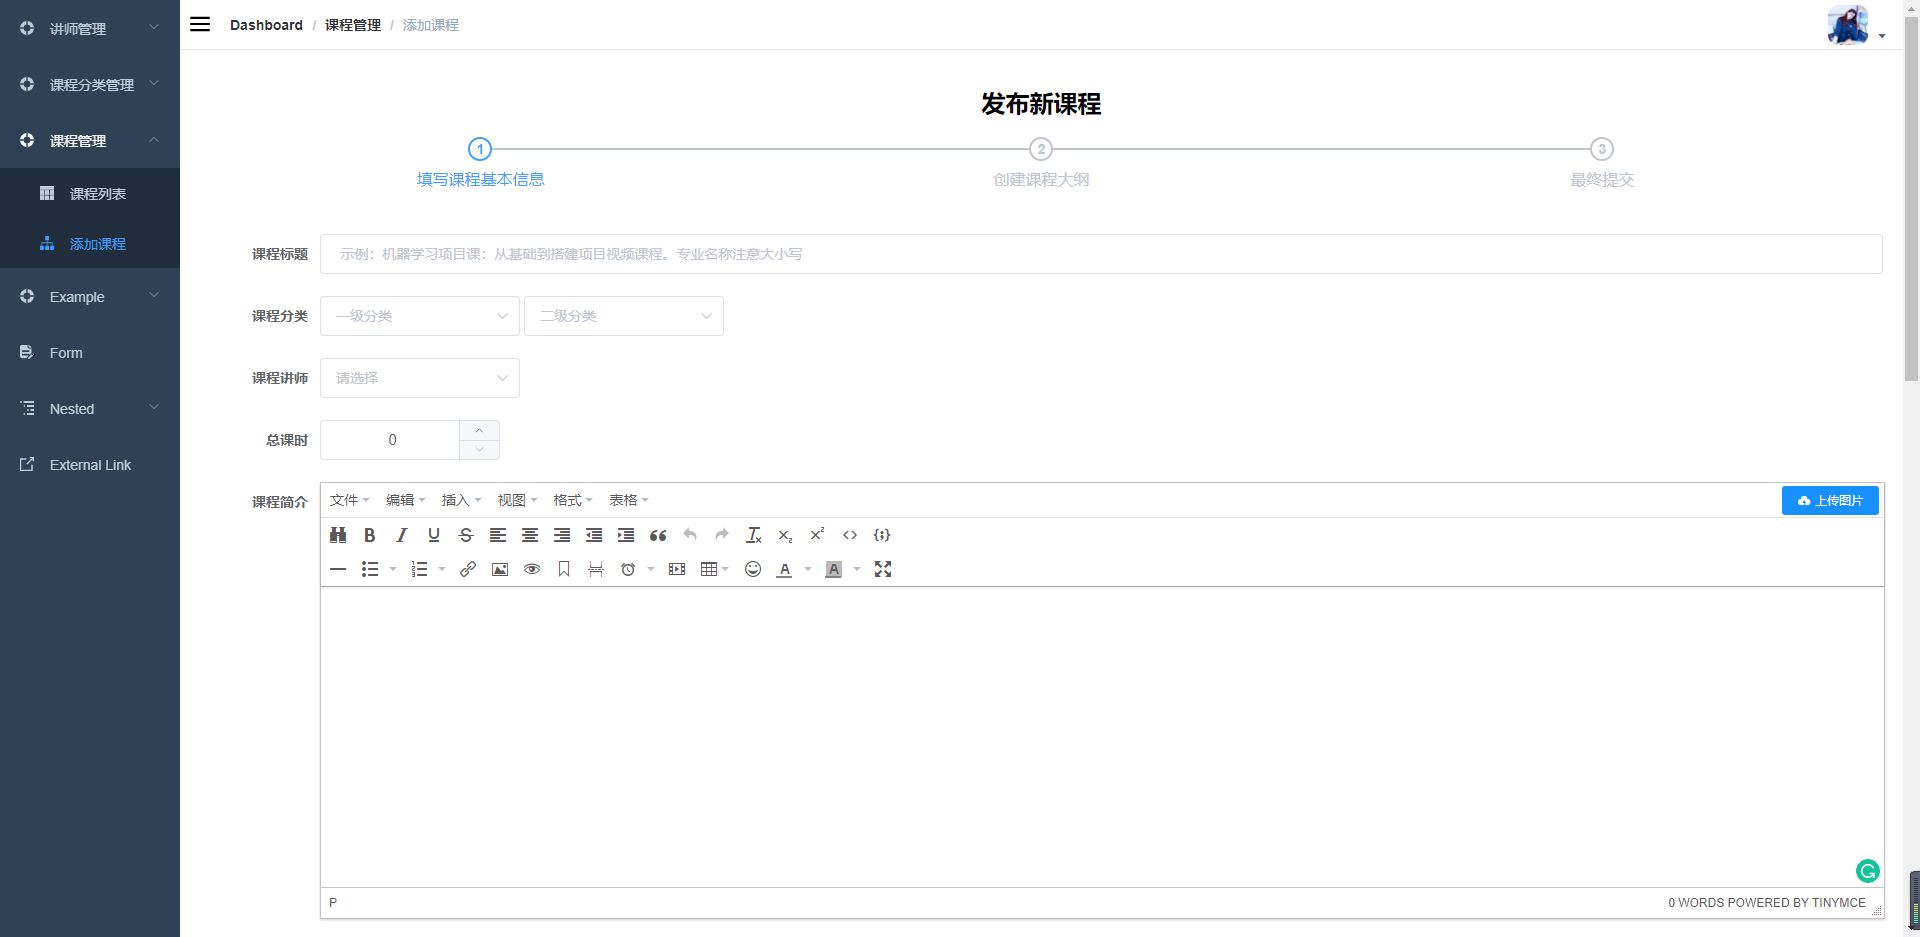 讲师管理
课程分类管理
课程管理
课程列表
添加课程
Example
Form
Nested
External Link
Dashboard / 课程管理 / 添加课程
发布新课程
1 2 3
填写课程基本信息 创建课程大纲 最终提交
课程标题 示例：机器学习项目课：从基础到搭建项目视频课程。专业名称注意大小写
课程分类 一级分类 二级分类
课程讲师 请选择
总课时 0
课程简介 文件 编辑 插入 视图 格式 表格 上传图片
P 0 WORDS POWERED BY TINYMCE